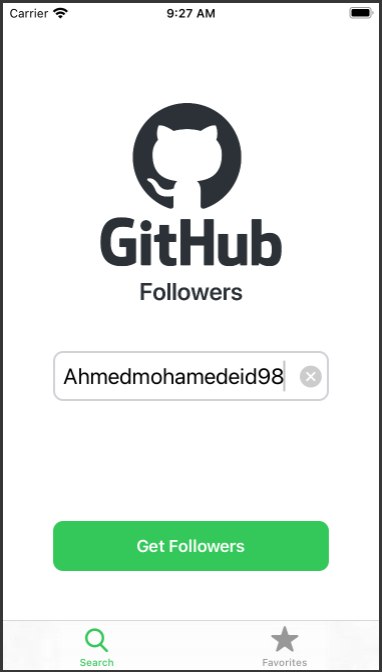 Carrier 9:27 AM
GitHub
Followers
Ahmedmohamedeid98
Get Followers
Search Favorites